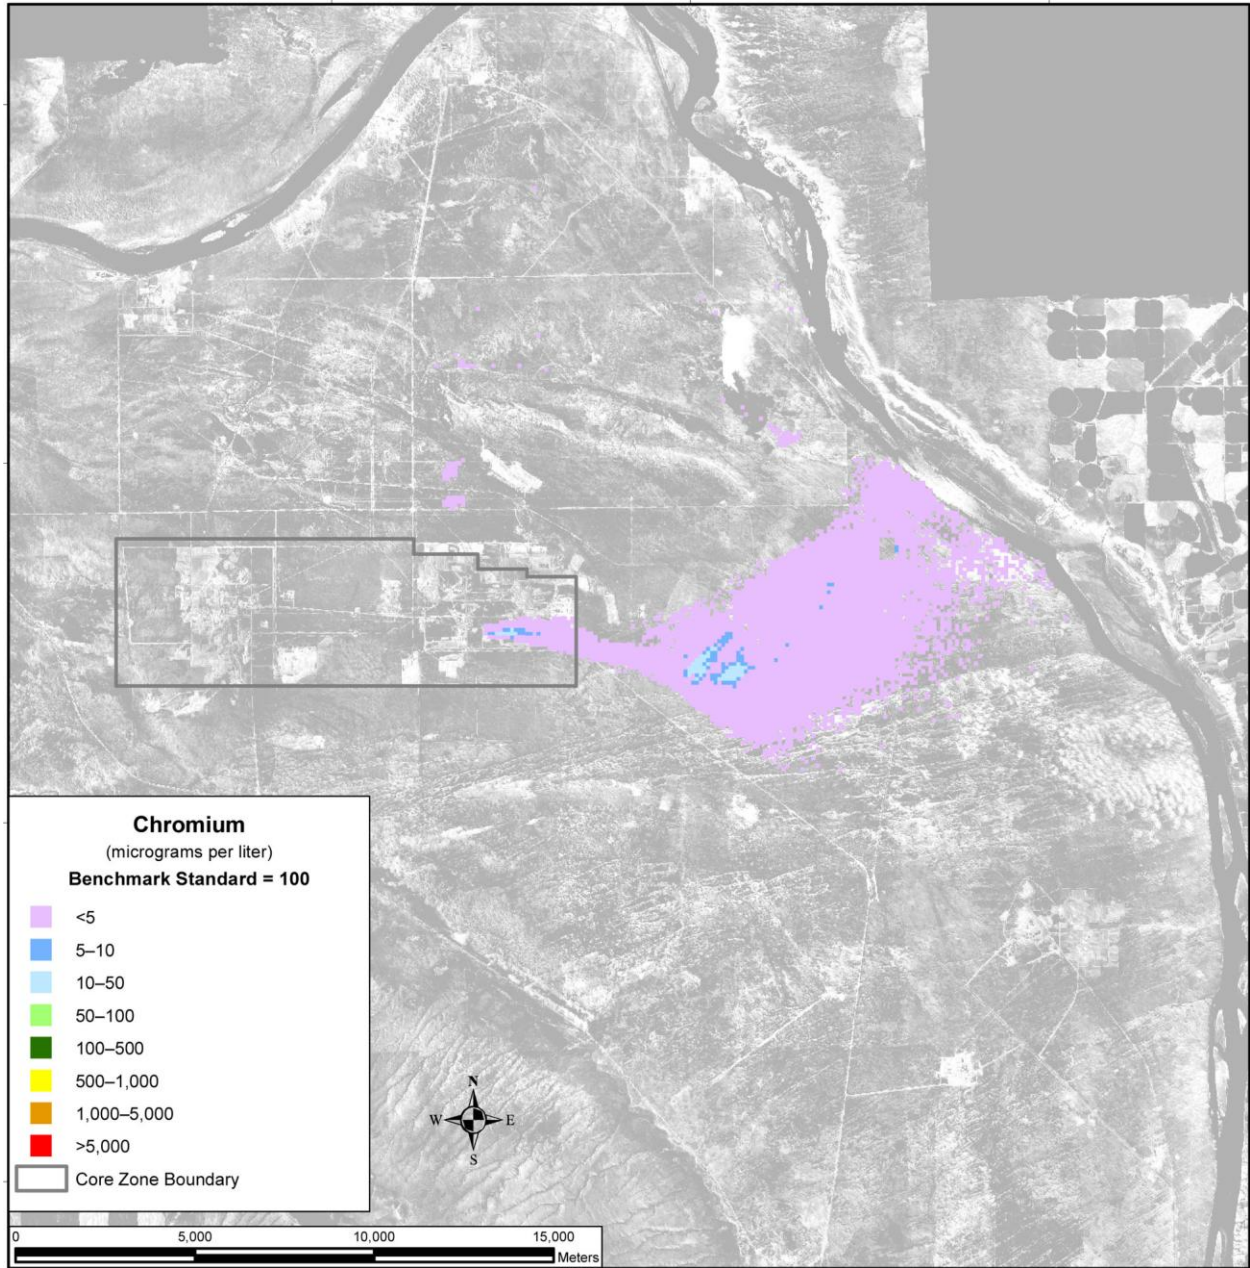 Chromium
(micrograms per liter)
Benchmark Standard = 100
<5
5–10
10–50
50–100
100–500
500–1,000
1,000–5,000
>5,000
Core Zone Boundary
N
W E
S
0 5,000 10,000 15,000
Meters